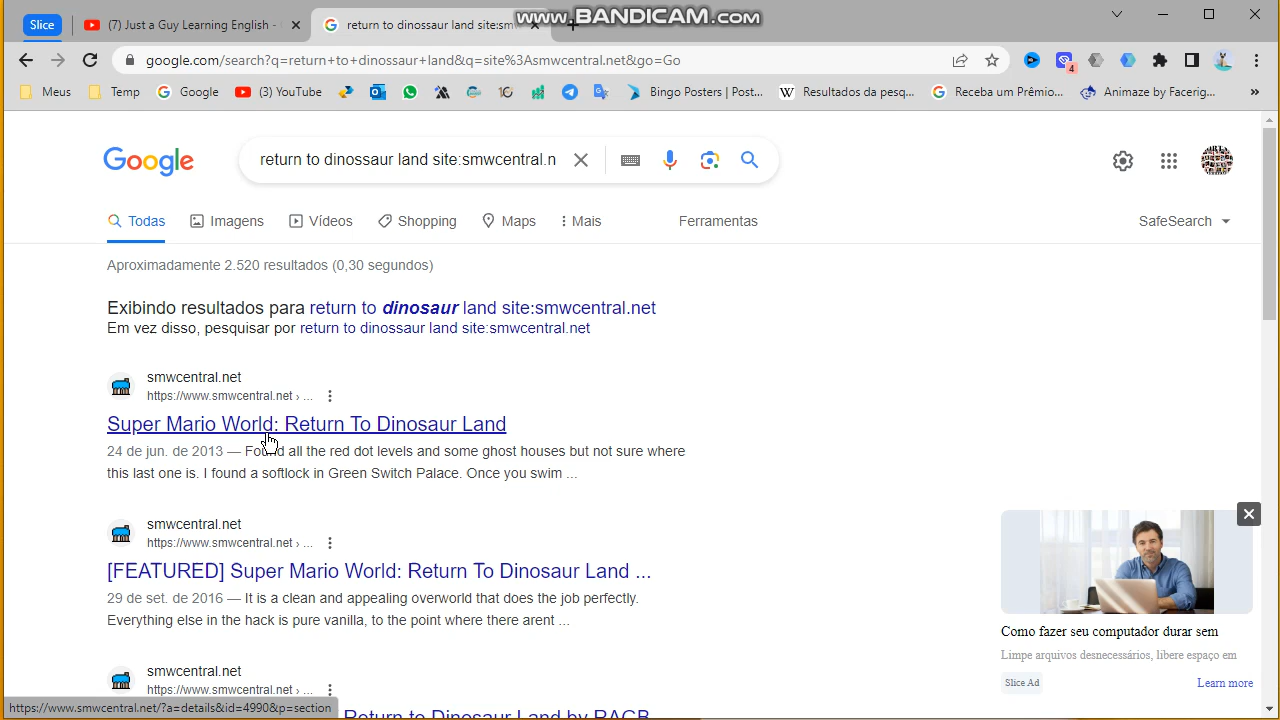 www.BANDICAM.com
Slice
(7) Just a Guy Learning English -
return to dinossaur land site:sm
google.com/search?q=return+to+dinossaur+land&q=site%3Asmwcentral.net&go=Go
4
Meus
Temp
Google
(3) YouTube
Bingo Posters | Post...
Resultados da pesq...
Receba um Prêmio...
Animaze by Facerig...
»
Google
return to dinossaur land site:smwcentral.n
Todas
Imagens
Vídeos
Shopping
Maps
Mais
Ferramentas
SafeSearch
Aproximadamente 2.520 resultados (0,30 segundos)
Exibindo resultados para return to dinosaur land site:smwcentral.net
Em vez disso, pesquisar por return to dinossaur land site:smwcentral.net
smwcentral.net
https://www.smwcentral.net › ...
Super Mario World: Return To Dinosaur Land
24 de jun. de 2013 — Found all the red dot levels and some ghost houses but not sure where
this last one is. I found a softlock in Green Switch Palace. Once you swim ...
smwcentral.net
https://www.smwcentral.net › ...
[FEATURED] Super Mario World: Return To Dinosaur Land ...
29 de set. de 2016 — It is a clean and appealing overworld that does the job perfectly.
Everything else in the hack is pure vanilla, to the point where there arent ...
smwcentral.net
https://www.smwcentral.net › ...
Return to Dinosaur Land by RACB
Como fazer seu computador durar sem
Limpe arquivos desnecessários, libere espaço em
Slice Ad
Learn more
https://www.smwcentral.net/?a=details&id=4990&p=section